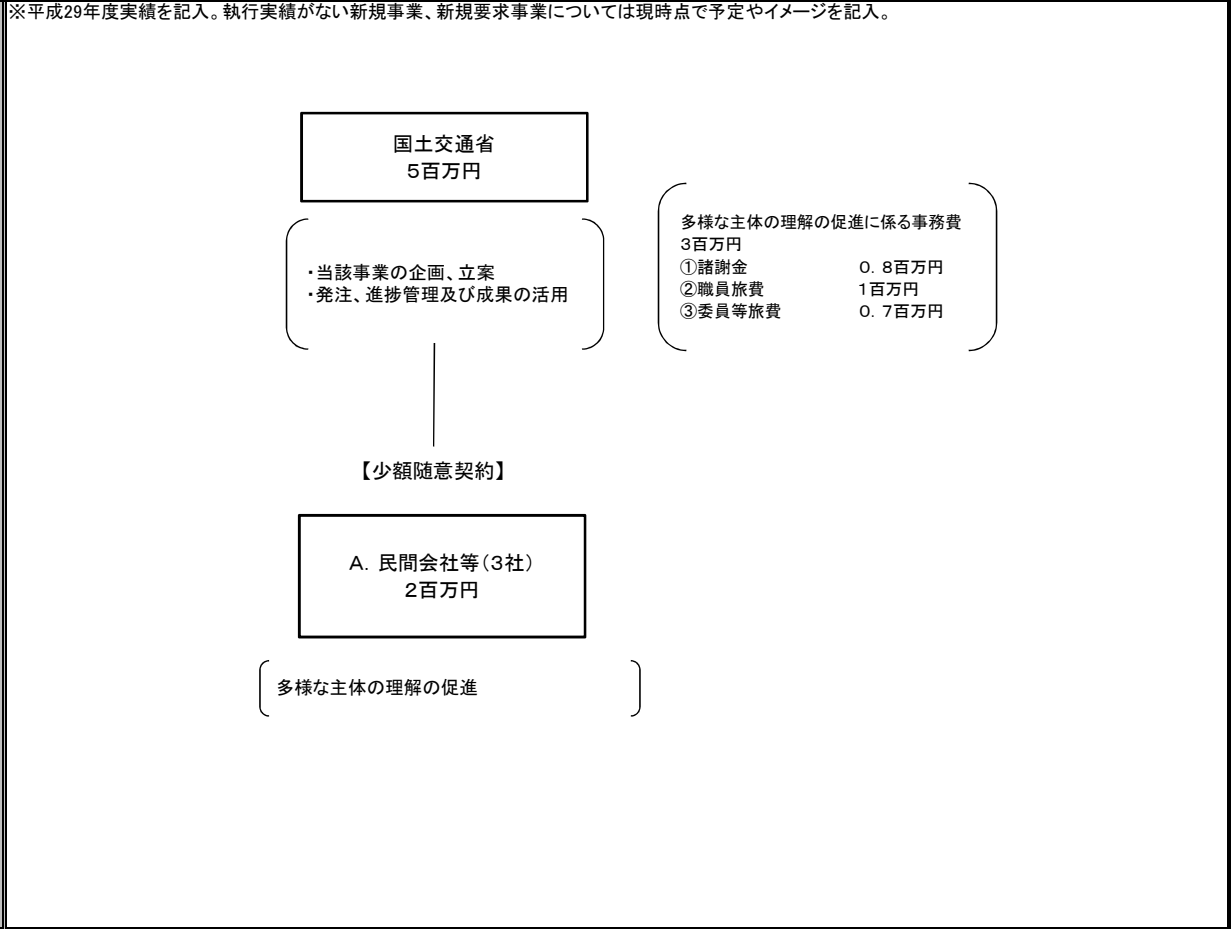 ※平成29年度実績を記入。執行実績がない新規事業、新規要求事業については現時点で予定やイメージを記入。
国土交通省
５百万円
・当該事業の企画、立案
・発注、進捗管理及び成果の活用
多様な主体の理解の促進に係る事務費
３百万円
①諸謝金　０．８百万円
②職員旅費　１百万円
③委員等旅費　０．７百万円
【少額随意契約】
Ａ．民間会社等（３社）
２百万円
多様な主体の理解の促進